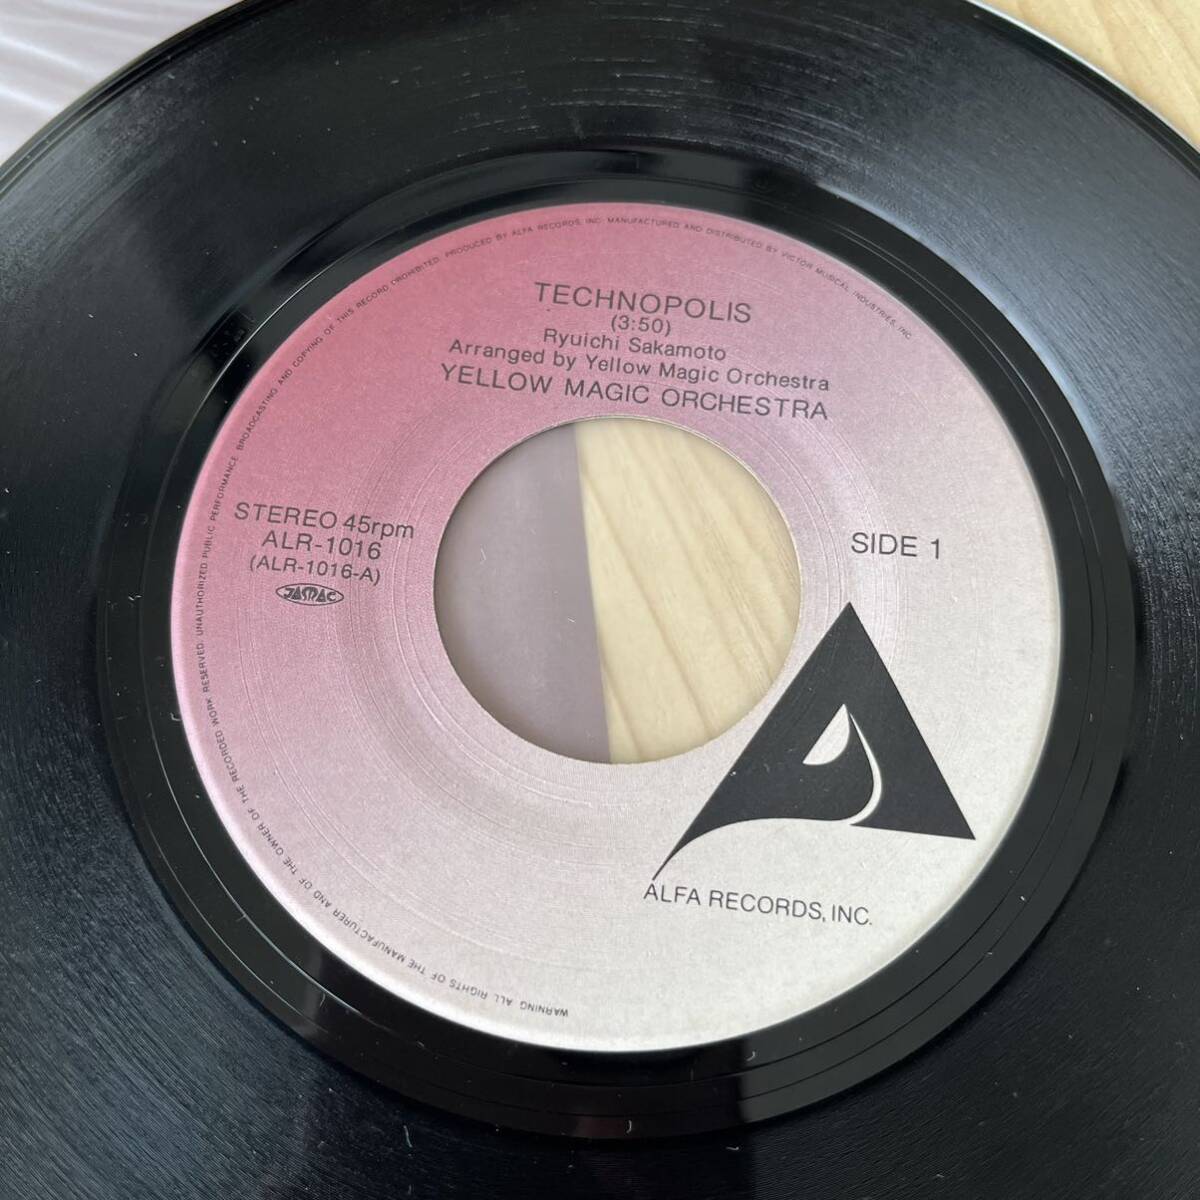 TECHNOPOLIS
(3:50)
Ryuichi Sakamoto
Arranged by Yellow Magic Orchestra
YELLOW MAGIC ORCHESTRA
STEREO 45rpm
ALR-1016
(ALR-1016-A)
JASRAC
SIDE 1
ALFA RECORDS, INC.
WARNING. ALL RIGHTS OF THE MANUFACTURER AND OF THE OWNER OF THE RECORDED WORK RESERVED. UNAUTHORIZED PUBLIC PERFORMANCE. BROADCASTING AND COPYING OF THIS RECORD PROHIBITED. PRODUCED BY ALFA RECORDS, INC. MANUFACTURED AND DISTRIBUTED BY VICTOR MUSICAL INDUSTRIES, INC.